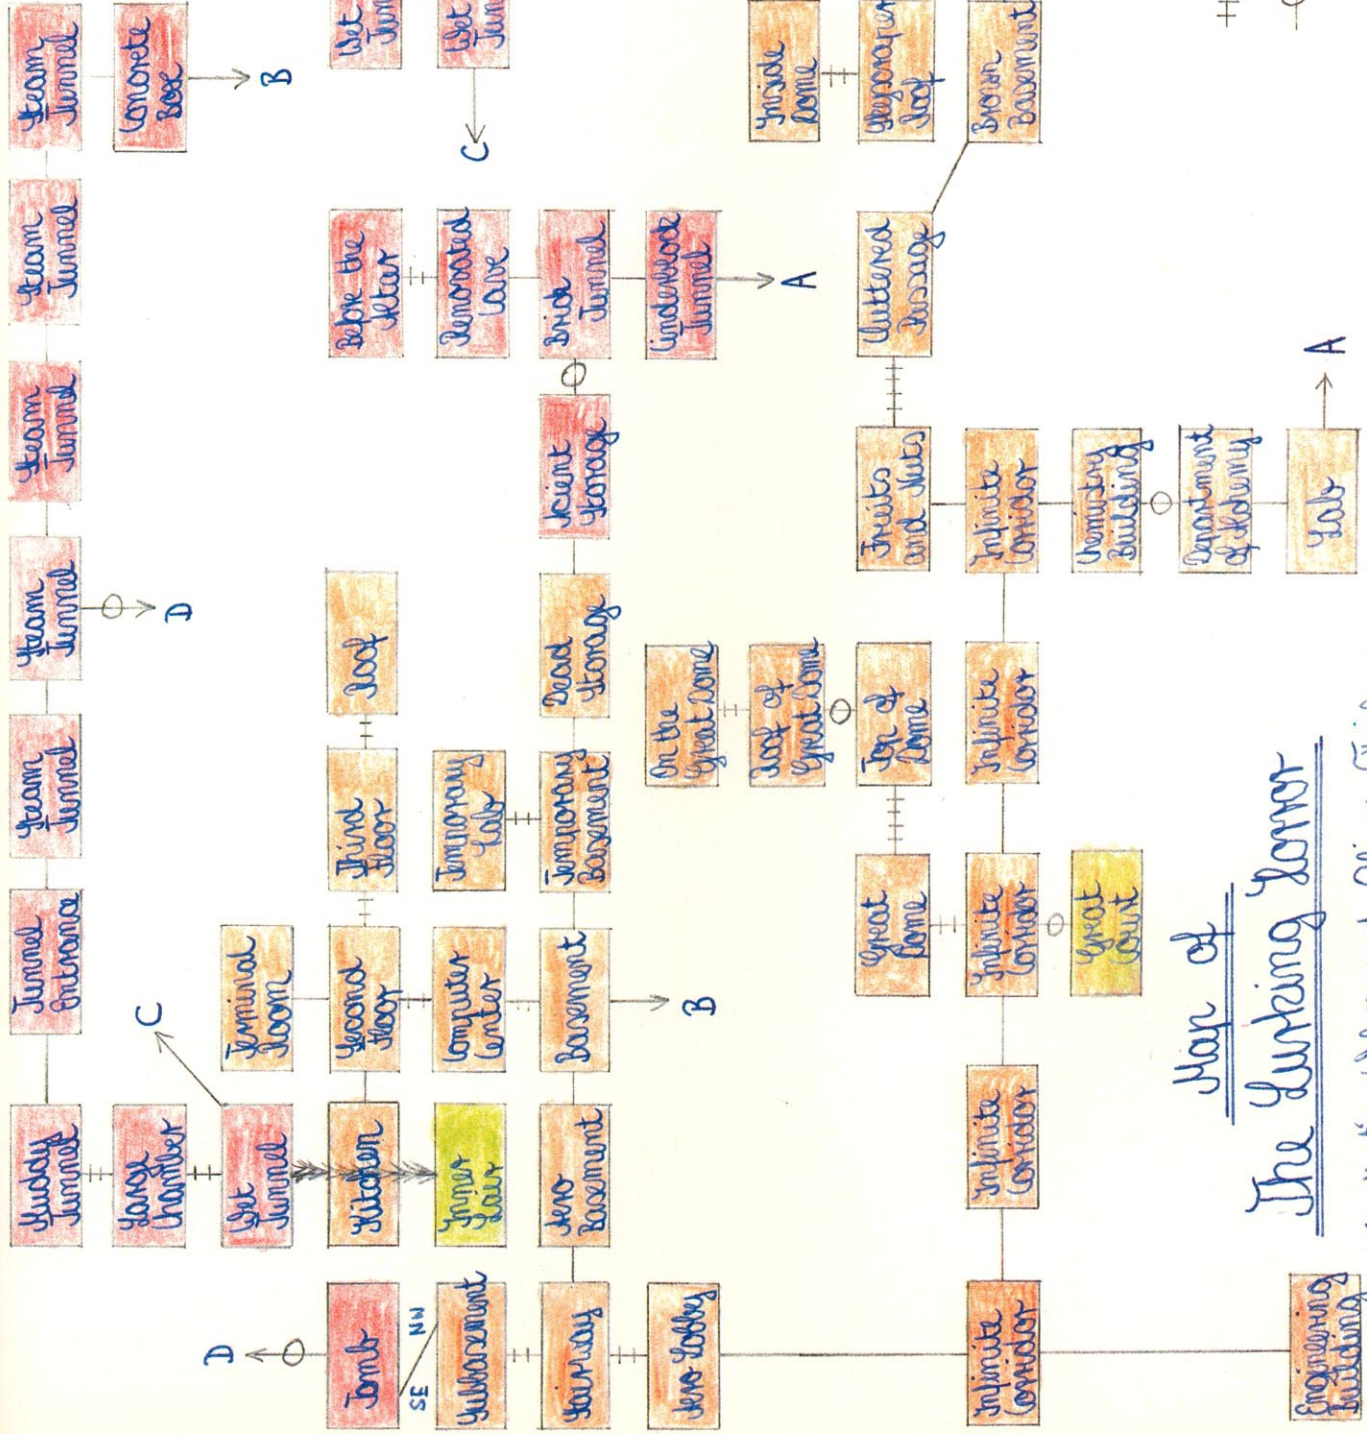 Steam
Tunnel
Concrete
Box
B
Wet
Tun
Wet
Tun
C
Inside
Dome
Skyscraper
Roof
Brown
Basement
Steam
Tunnel
Before the
Altar
Renovated
Cave
Brick
Tunnel
Cinderblock
Tunnel
A
Cluttered
Passage
Steam
Tunnel
Ancient
Storage
Fruits
and Nuts
Infinite
Corridor
Chemistry
Building
Department
of Alchemy
Lab
A
Steam
Tunnel
D
Roof
Dead
Storage
On the
Great Dome
Roof of
Great Dome
Top of
Dome
Infinite
Corridor
Steam
Tunnel
Third
Floor
Temporary
Lab
Temporary
Basement
Tunnel
Entrance
C
Terminal
Room
Second
Floor
Computer
Center
Basement
B
Great
Dome
Infinite
Corridor
Great
Court
Muddy
Tunnel
Large
Chamber
Wet
Tunnel
Kitchen
Inner
Lair
Aero
Basement
Infinite
Corridor
D
Tomb
SE
NW
Subbasement
Stairway
Aero Lobby
Infinite
Corridor
Engineering
Building
Map of
The Lurking Horror